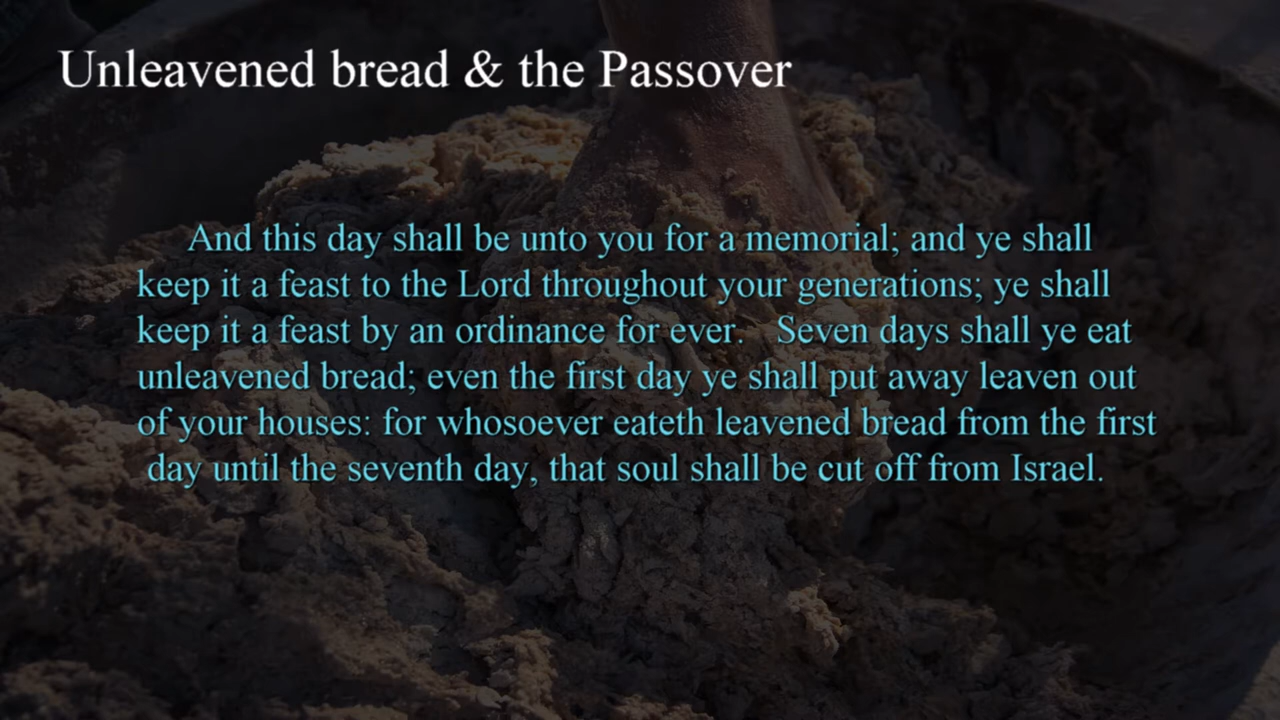 Unleavened bread & the Passover
And this day shall be unto you for a memorial; and ye shall
keep it a feast to the Lord throughout your generations; ye shall
keep it a feast by an ordinance for ever.   Seven days shall ye eat
unleavened bread; even the first day ye shall put away leaven out
of your houses: for whosoever eateth leavened bread from the first
day until the seventh day, that soul shall be cut off from Israel.